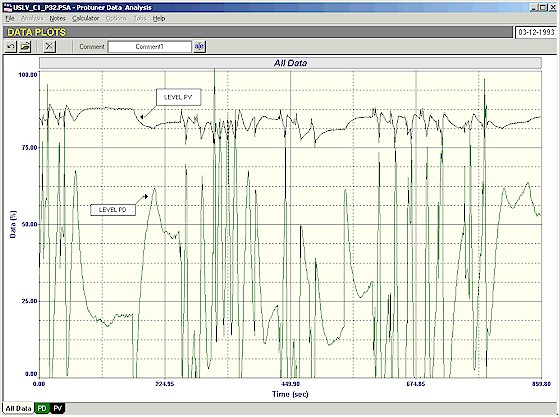 USLV_C1_P32.PSA - Protuner Data Analysis
File Analysis Notes Calculator Options Tabs Help
DATA PLOTS
03-12-1993
Comment Comment1
All Data
100.00
LEVEL PV
75.00
LEVEL PD
50.00
Data (%)
25.00
0.00
0.00 224.95 449.90 674.85 899.80
Time (sec)
All Data PD PV